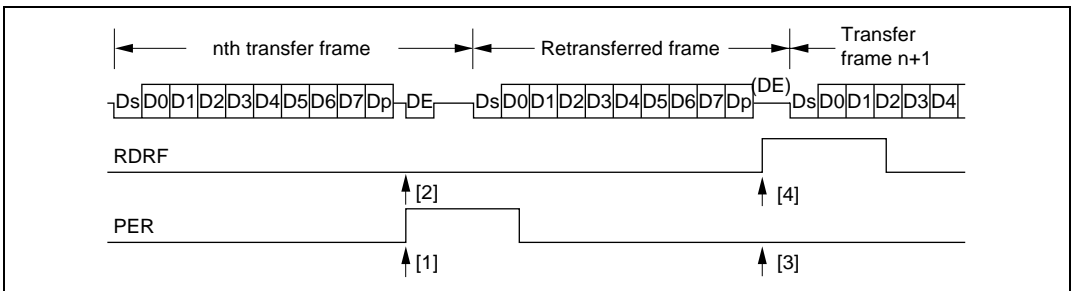 nth transfer frame
Retransferred frame
Transfer
frame n+1
Ds D0 D1 D2 D3 D4 D5 D6 D7 Dp DE Ds D0 D1 D2 D3 D4 D5 D6 D7 Dp (DE) Ds D0 D1 D2 D3 D4
RDRF
[2]
[4]
PER
[1]
[3]